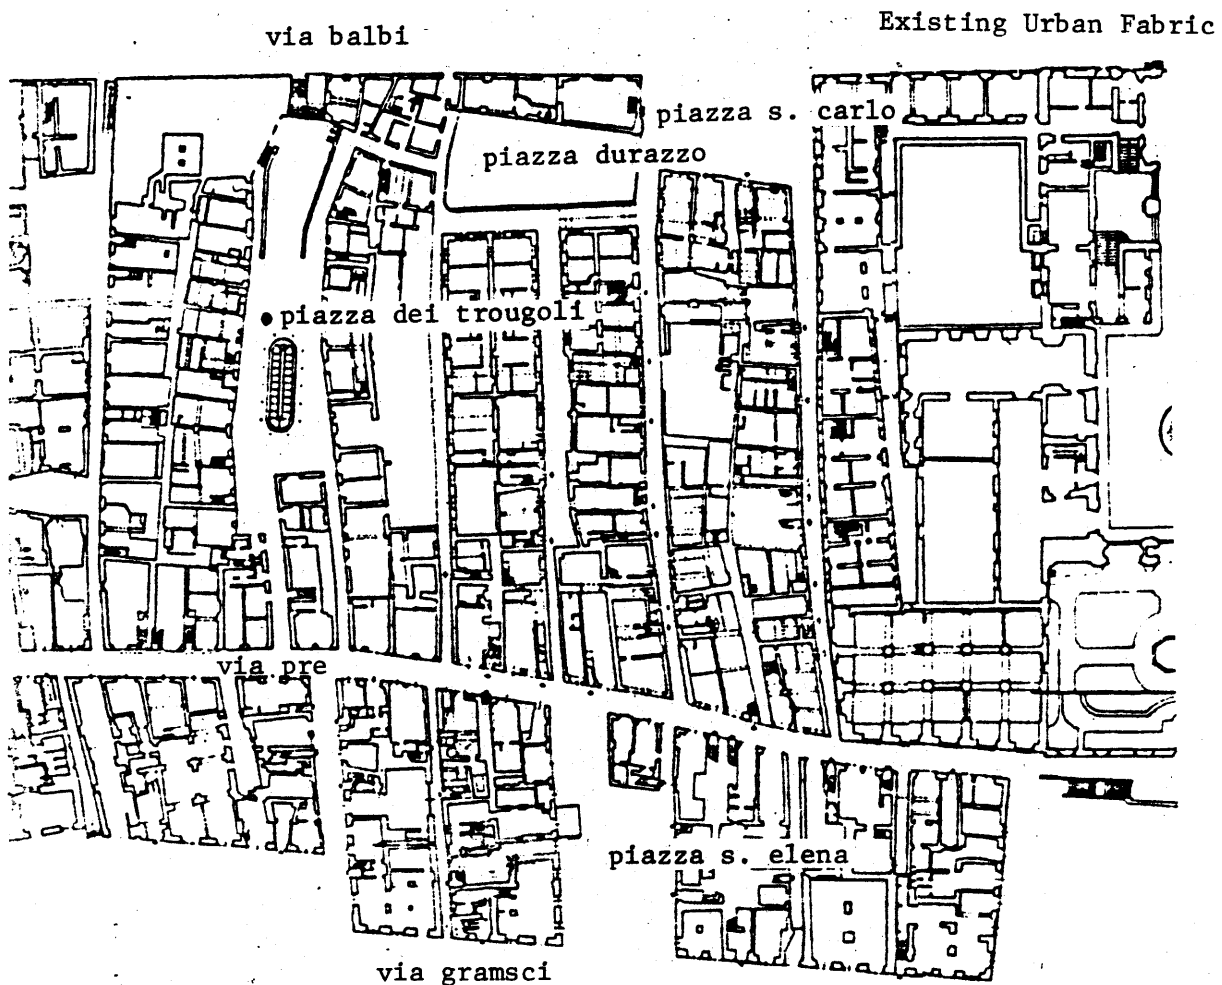 Existing Urban Fabric
via balbi
piazza s. carlo
piazza durazzo
piazza dei trougoli
via pre
piazza s. elena
via gramsci